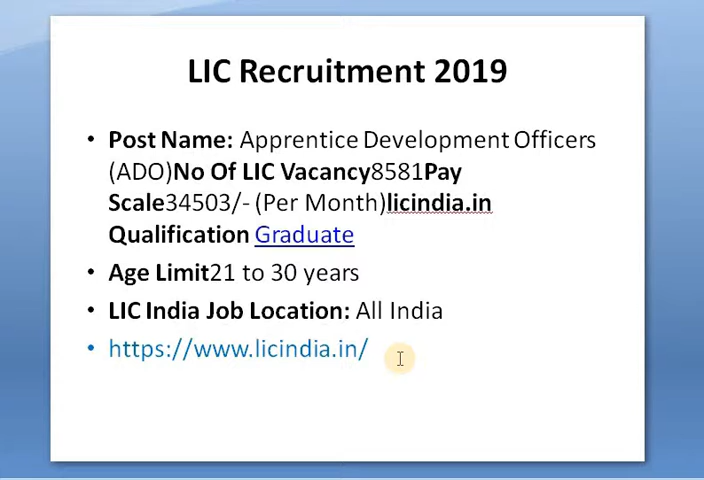 LIC Recruitment 2019
• Post Name: Apprentice Development Officers
(ADO)No Of LIC Vacancy8581Pay
Scale34503/- (Per Month)licindia.in
Qualification Graduate
• Age Limit21 to 30 years
• LIC India Job Location: All India
• https://www.licindia.in/